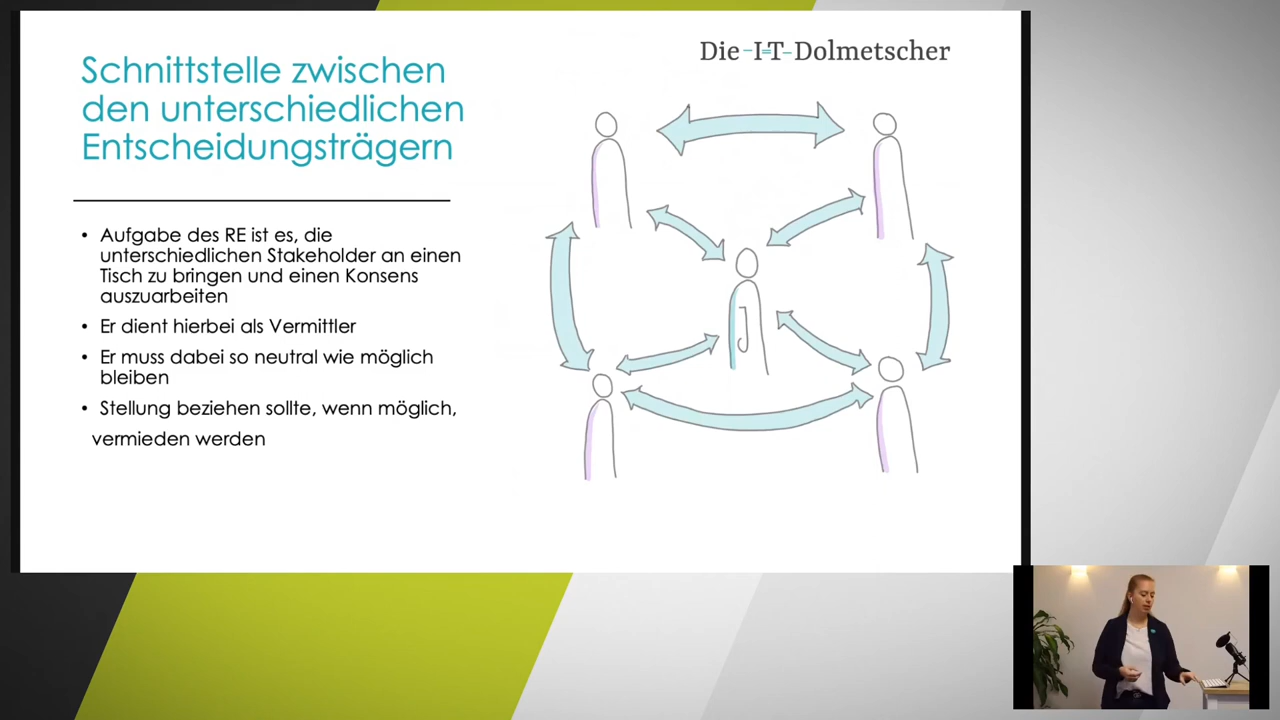 Die-I-T-Dolmetscher
Schnittstelle zwischen
den unterschiedlichen
Entscheidungsträgern
• Aufgabe des RE ist es, die
unterschiedlichen Stakeholder an einen
Tisch zu bringen und einen Konsens
auszuarbeiten
• Er dient hierbei als Vermittler
• Er muss dabei so neutral wie möglich
bleiben
• Stellung beziehen sollte, wenn möglich,
vermieden werden